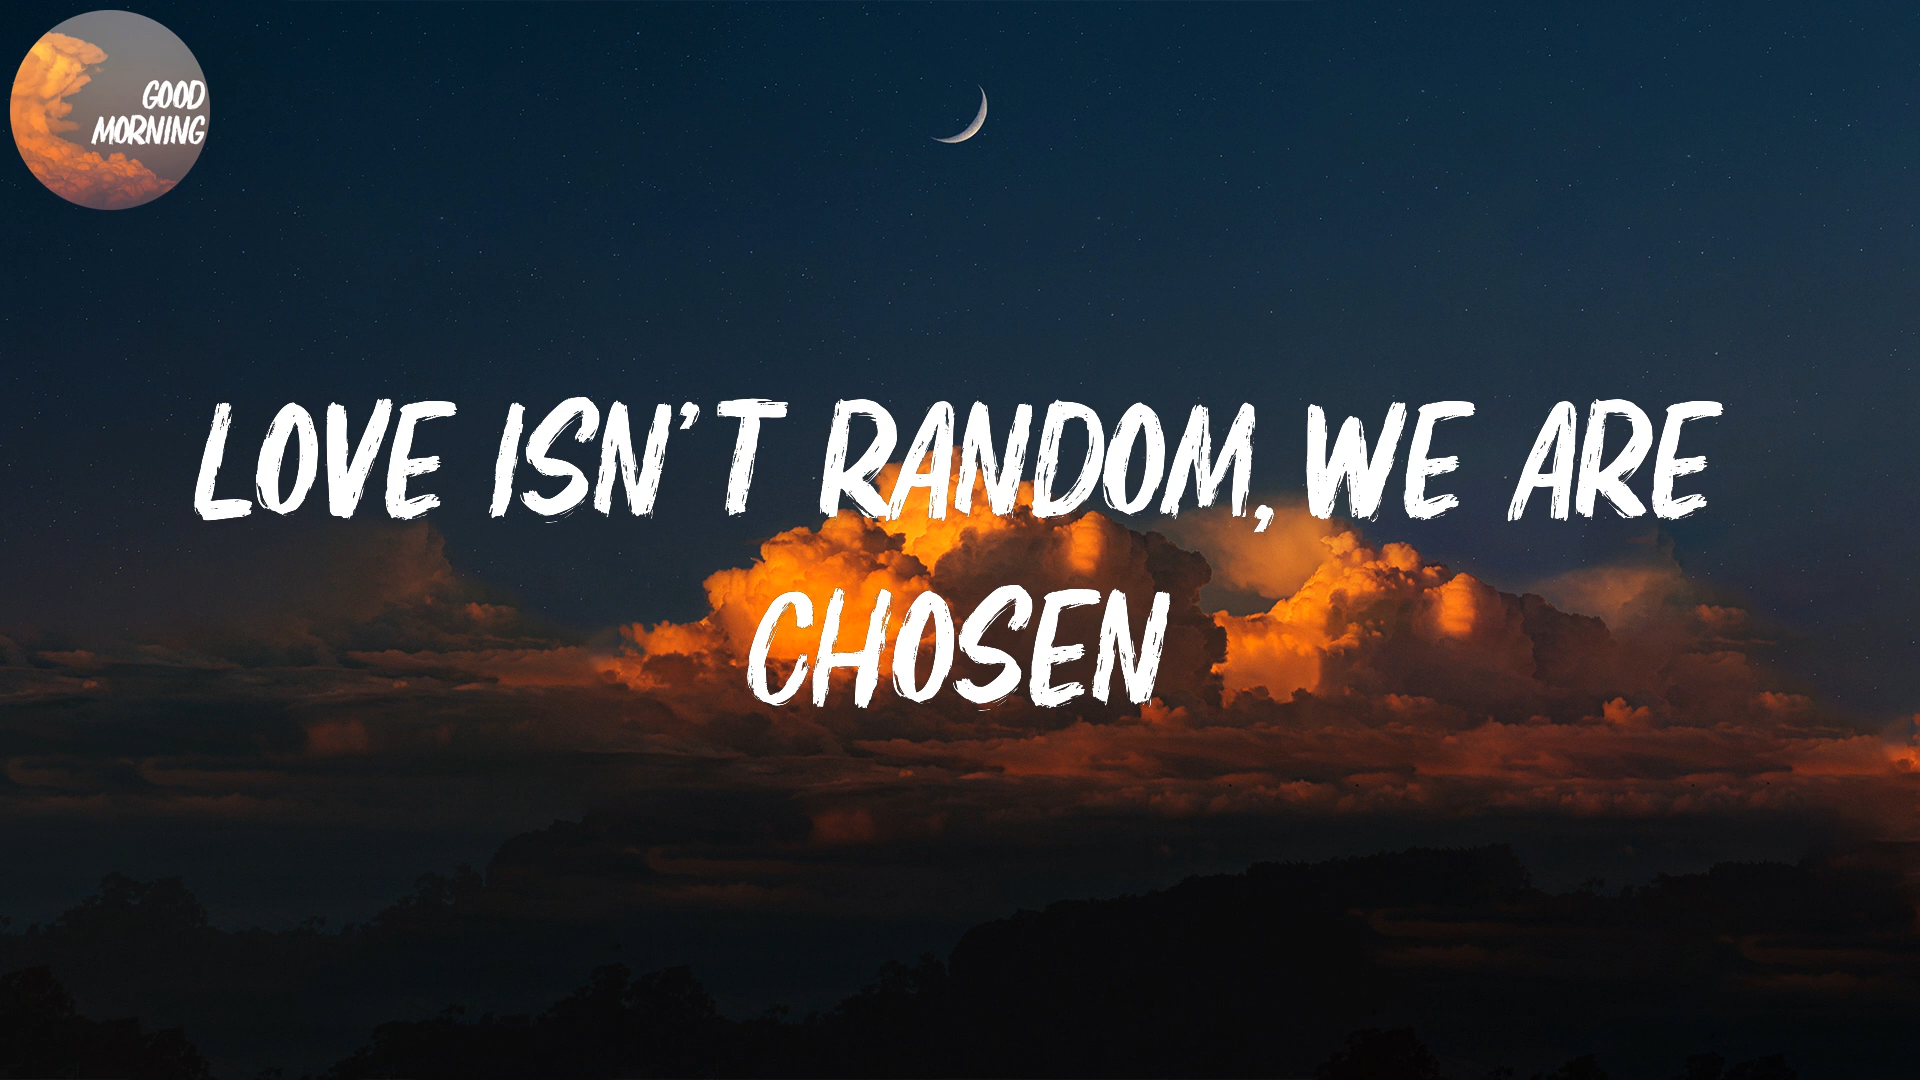 GOOD
MORNING
LOVE ISN'T RANDOM, WE ARE
CHOSEN